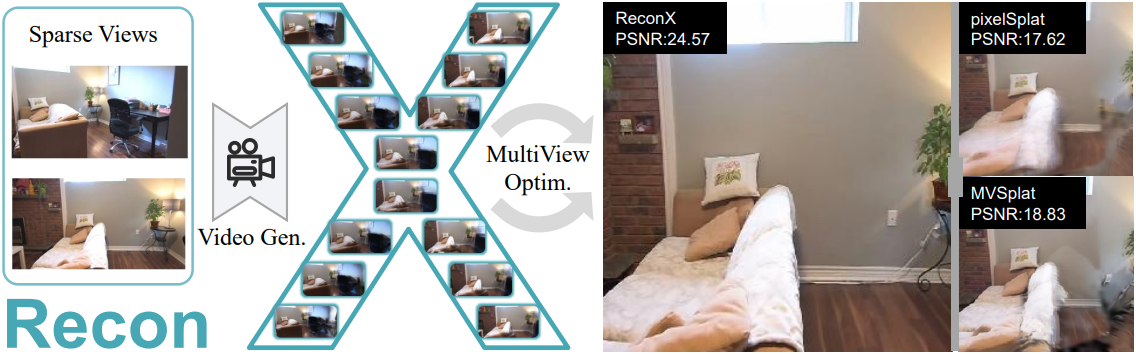 Sparse Views
Video Gen.
Recon
X
MultiView
Optim.
ReconX
PSNR:24.57
pixelSplat
PSNR:17.62
MVSplat
PSNR:18.83